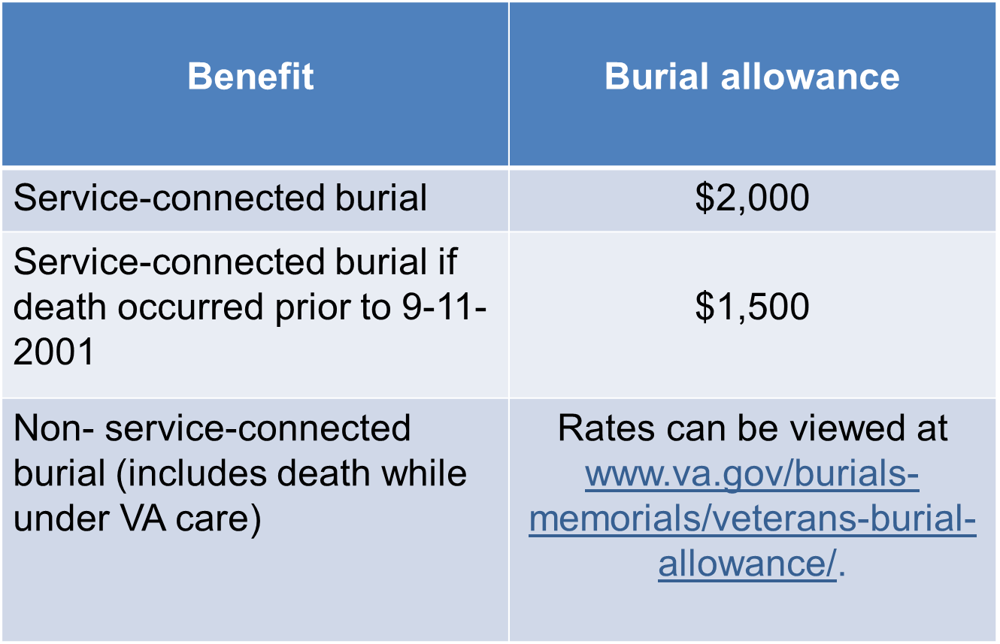 Benefit
Burial allowance
Service-connected burial
$2,000
Service-connected burial if
death occurred prior to 9-11-
2001
$1,500
Non- service-connected
burial (includes death while
under VA care)
Rates can be viewed at
www.va.gov/burials-
memorials/veterans-burial-
allowance/.